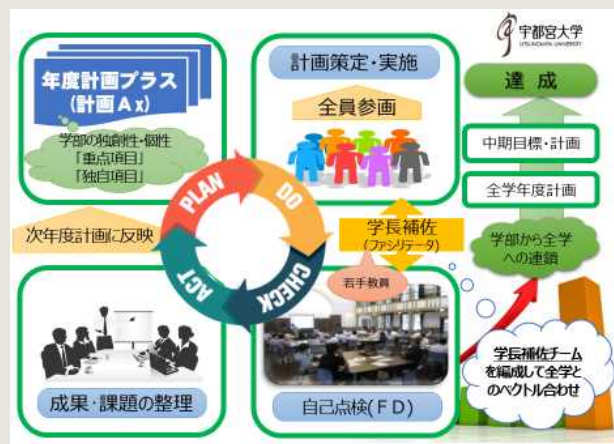 宇都宮大学
UTSUNOMIYA UNIVERSITY
年度計画プラス
(計画Ax)
学部の独創性・個性
「重点項目」
「独自項目」
計画策定・実施
全員参画
達成
中期目標・計画
全学年度計画
学部から全学
への連鎖
PLAN
DO
CHECK
ACT
次年度計画に反映
学長補佐
(ファシリテータ)
若手教員
成果・課題の整理
自己点検(FD)
学長補佐チーム
を編成して全学と
のベクトル合わせ